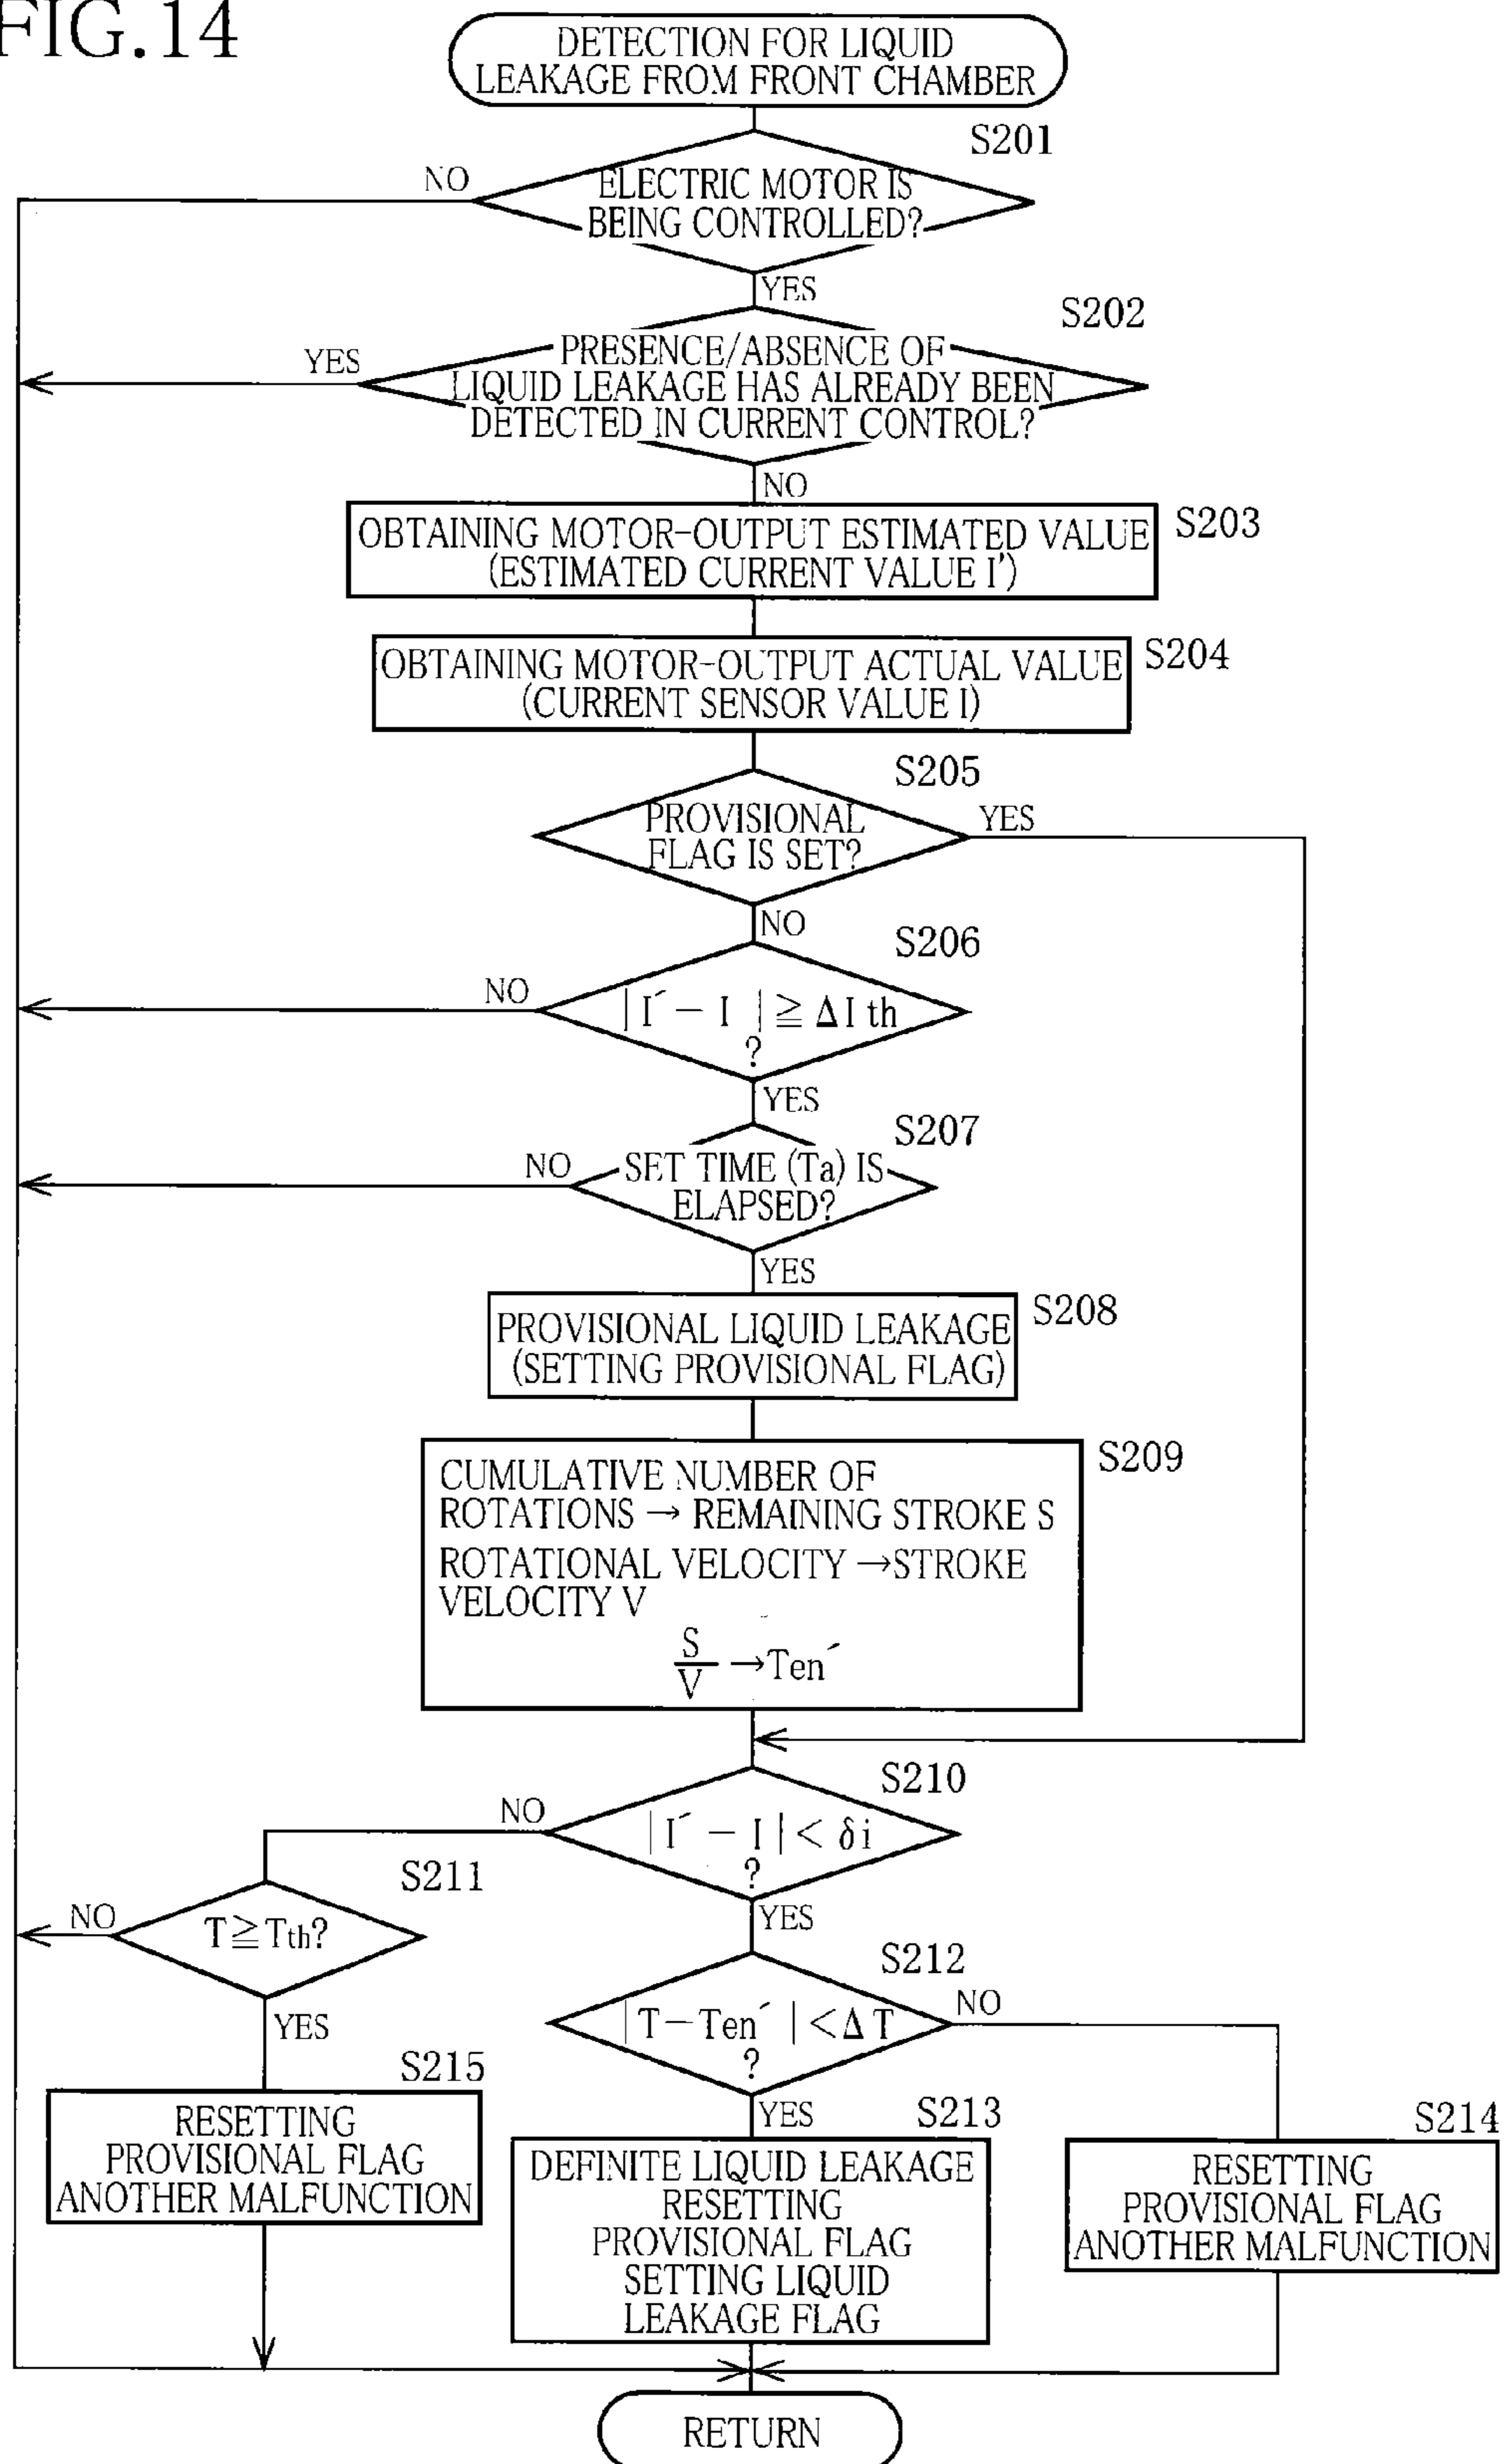 FIG.14
DETECTION FOR LIQUID
LEAKAGE FROM FRONT CHAMBER
S201
NO
ELECTRIC MOTOR IS
BEING CONTROLLED?
YES
S202
YES
PRESENCE/ABSENCE OF
LIQUID LEAKAGE HAS ALREADY BEEN
DETECTED IN CURRENT CONTROL?
NO
OBTAINING MOTOR-OUTPUT ESTIMATED VALUE
(ESTIMATED CURRENT VALUE I')
S203
OBTAINING MOTOR-OUTPUT ACTUAL VALUE
(CURRENT SENSOR VALUE I)
S204
S205
PROVISIONAL
FLAG IS SET?
YES
NO
S206
NO
|I´ − I | ≧ ΔI th
?
YES
S207
NO
SET TIME (Ta) IS
ELAPSED?
YES
PROVISIONAL LIQUID LEAKAGE
(SETTING PROVISIONAL FLAG)
S208
CUMULATIVE NUMBER OF
ROTATIONS → REMAINING STROKE S
ROTATIONAL VELOCITY →STROKE
VELOCITY V
S/V →Ten´
S209
S210
NO
|I´ − I| < δi
?
YES
S211
NO
T≧Tth?
YES
S212
|T−Ten´ |<ΔT
?
NO
YES
S215
RESETTING
PROVISIONAL FLAG
ANOTHER MALFUNCTION
S213
DEFINITE LIQUID LEAKAGE
RESETTING
PROVISIONAL FLAG
SETTING LIQUID
LEAKAGE FLAG
S214
RESETTING
PROVISIONAL FLAG
ANOTHER MALFUNCTION
RETURN